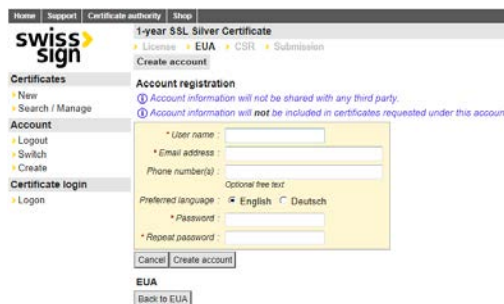 Home Support Certificate authority Shop
swiss sign
1-year SSL Silver Certificate
License EUA CSR Submission
Create account
Certificates
New
Search / Manage
Account
Logout
Switch
Create
Certificate login
Logon
Account registration
Account information will not be shared with any third party.
Account information will not be included in certificates requested under this accoun
* User name :
* Email address :
Phone number(s) :
Optional free text
Preferred language : English Deutsch
* Password :
* Repeat password :
Cancel Create account
EUA
Back to EUA